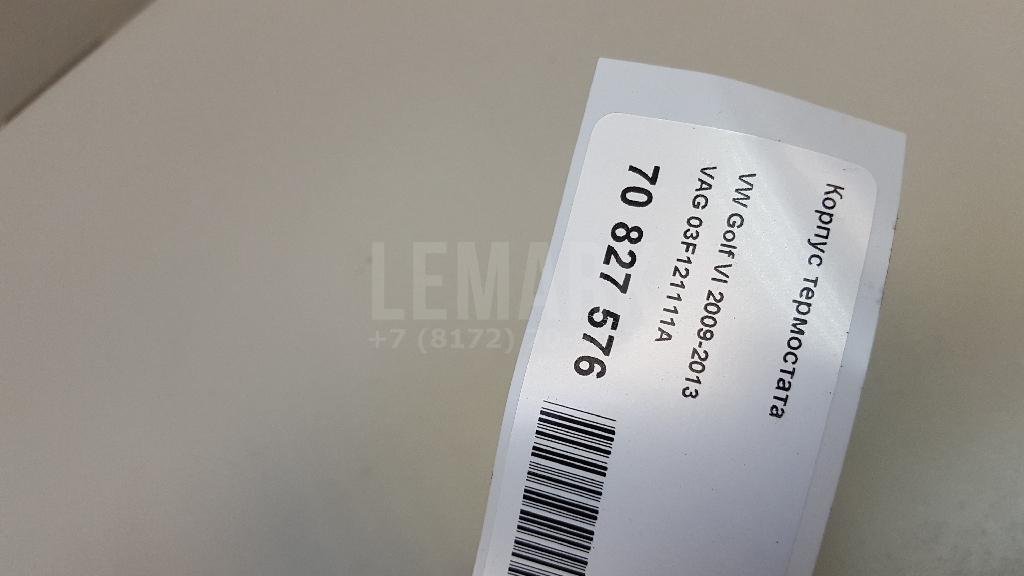 Корпус термостата
VW Golf VI 2009-2013
VAG 03F121111A
70 827 576
LEMA
+7 (8172)